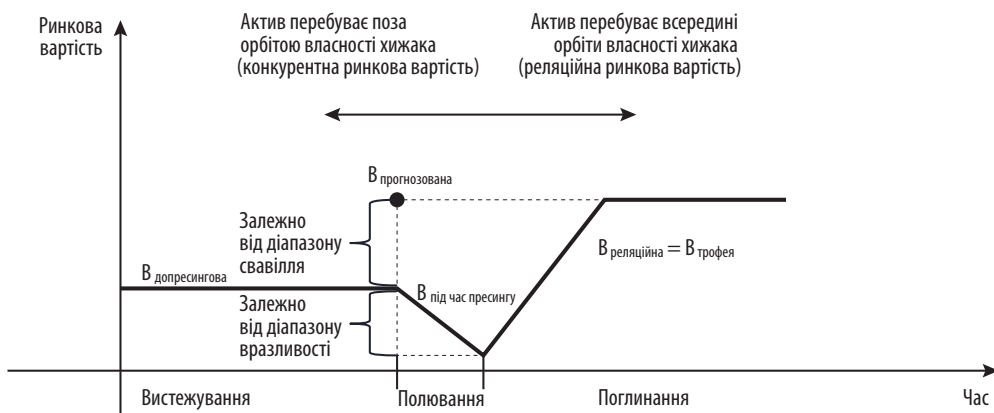 Ринкова
вартість
Актив перебуває поза
орбітою власності хижака
(конкурентна ринкова вартість)
Актив перебуває всередині
орбіти власності хижака
(реляційна ринкова вартість)
В прогнозована
Залежно
від діапазону
свавілля
В реляційна = В трофея
В допресингова
В під час пресингу
Залежно
від діапазону
вразливості
Вистежування
Полювання
Поглинання
Час